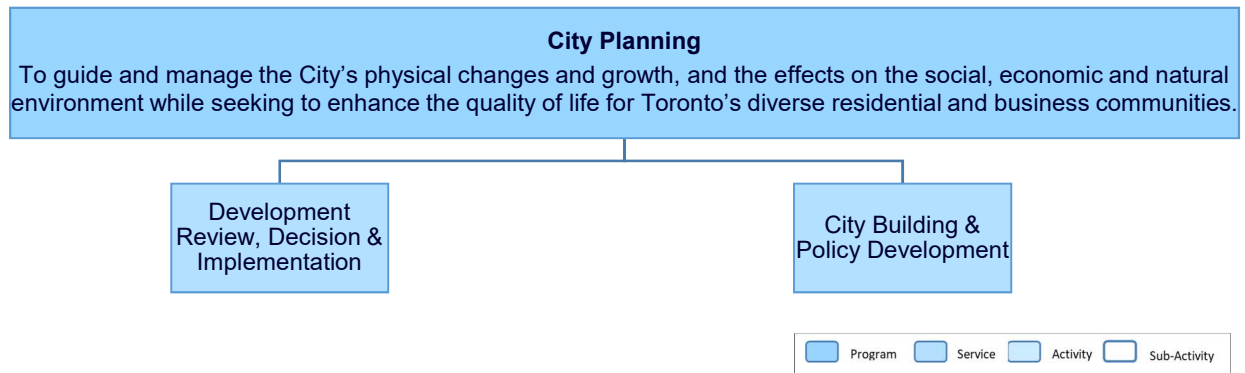 City Planning
To guide and manage the City’s physical changes and growth, and the effects on the social, economic and natural
environment while seeking to enhance the quality of life for Toronto’s diverse residential and business communities.
Development
Review, Decision &
Implementation
City Building &
Policy Development
Program Service Activity Sub-Activity